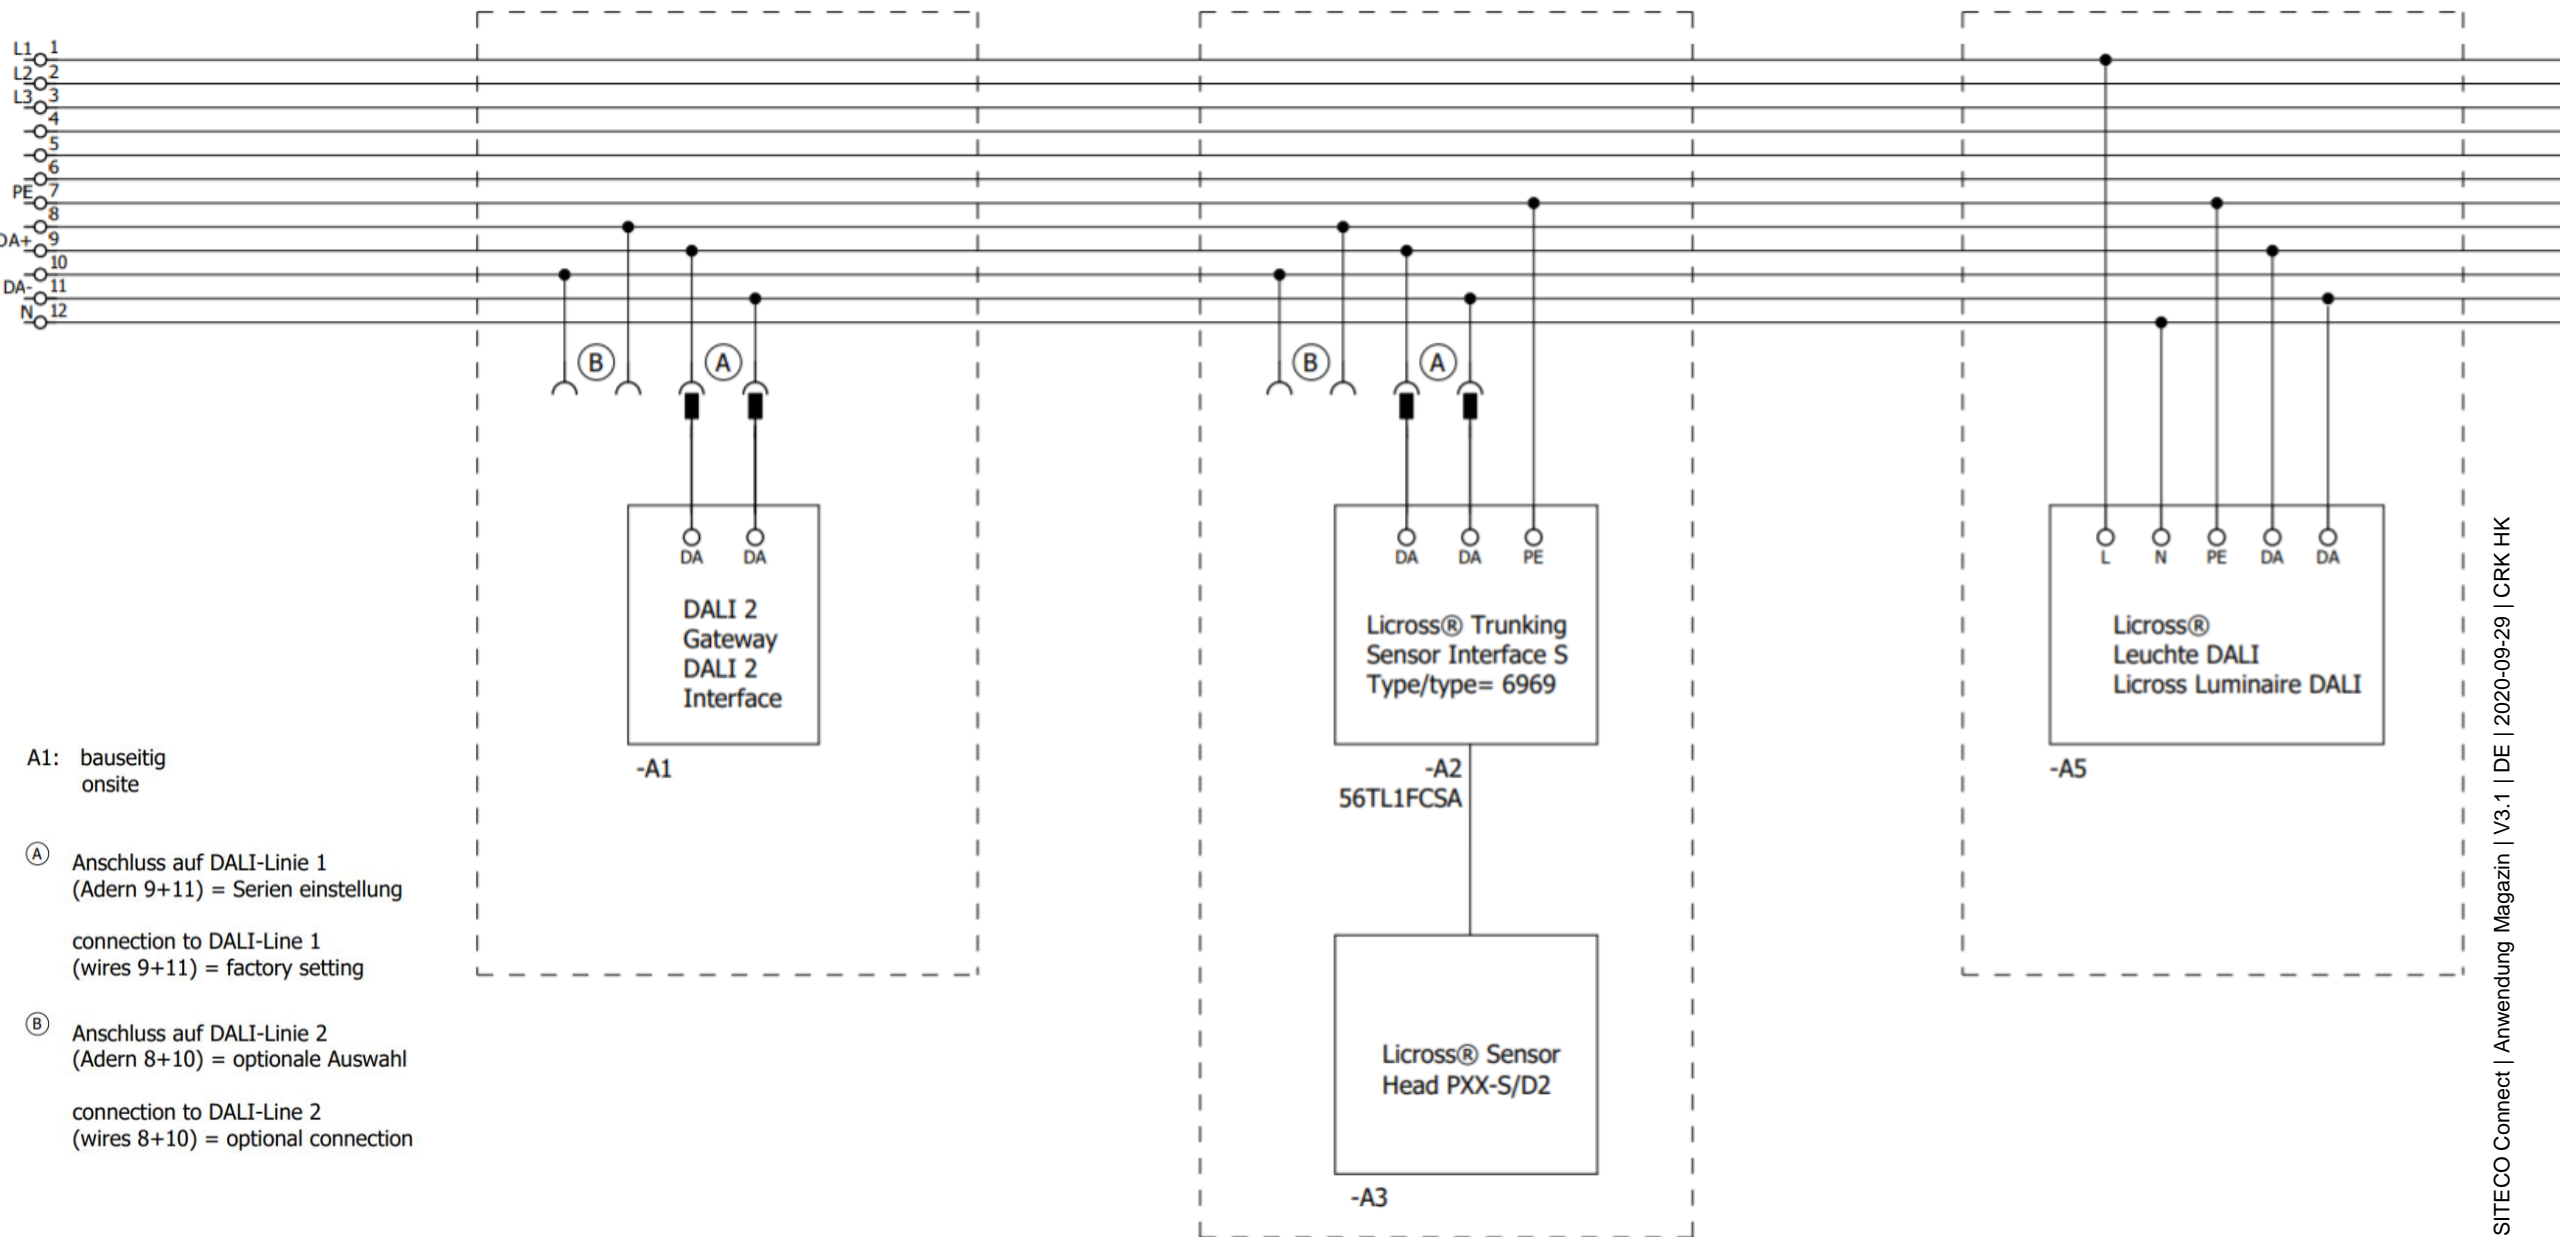 L1 1
L2 2
L3 3
4
5
6
PE 7
8
DA+ 9
10
DA- 11
N 12
B A
B A
DA DA
DALI 2
Gateway
DALI 2
Interface
-A1
DA DA PE
Licross® Trunking
Sensor Interface S
Type/type= 6969
-A2
56TL1FCSA
Licross® Sensor
Head PXX-S/D2
-A3
L N PE DA DA
Licross®
Leuchte DALI
Licross Luminaire DALI
-A5
A1: bauseitig
onsite
A Anschluss auf DALI-Linie 1
(Adern 9+11) = Serien einstellung
connection to DALI-Line 1
(wires 9+11) = factory setting
B Anschluss auf DALI-Linie 2
(Adern 8+10) = optionale Auswahl
connection to DALI-Line 2
(wires 8+10) = optional connection
SITECO Connect | Anwendung Magazin | V3.1 | DE | 2020-09-29 | CRK HK